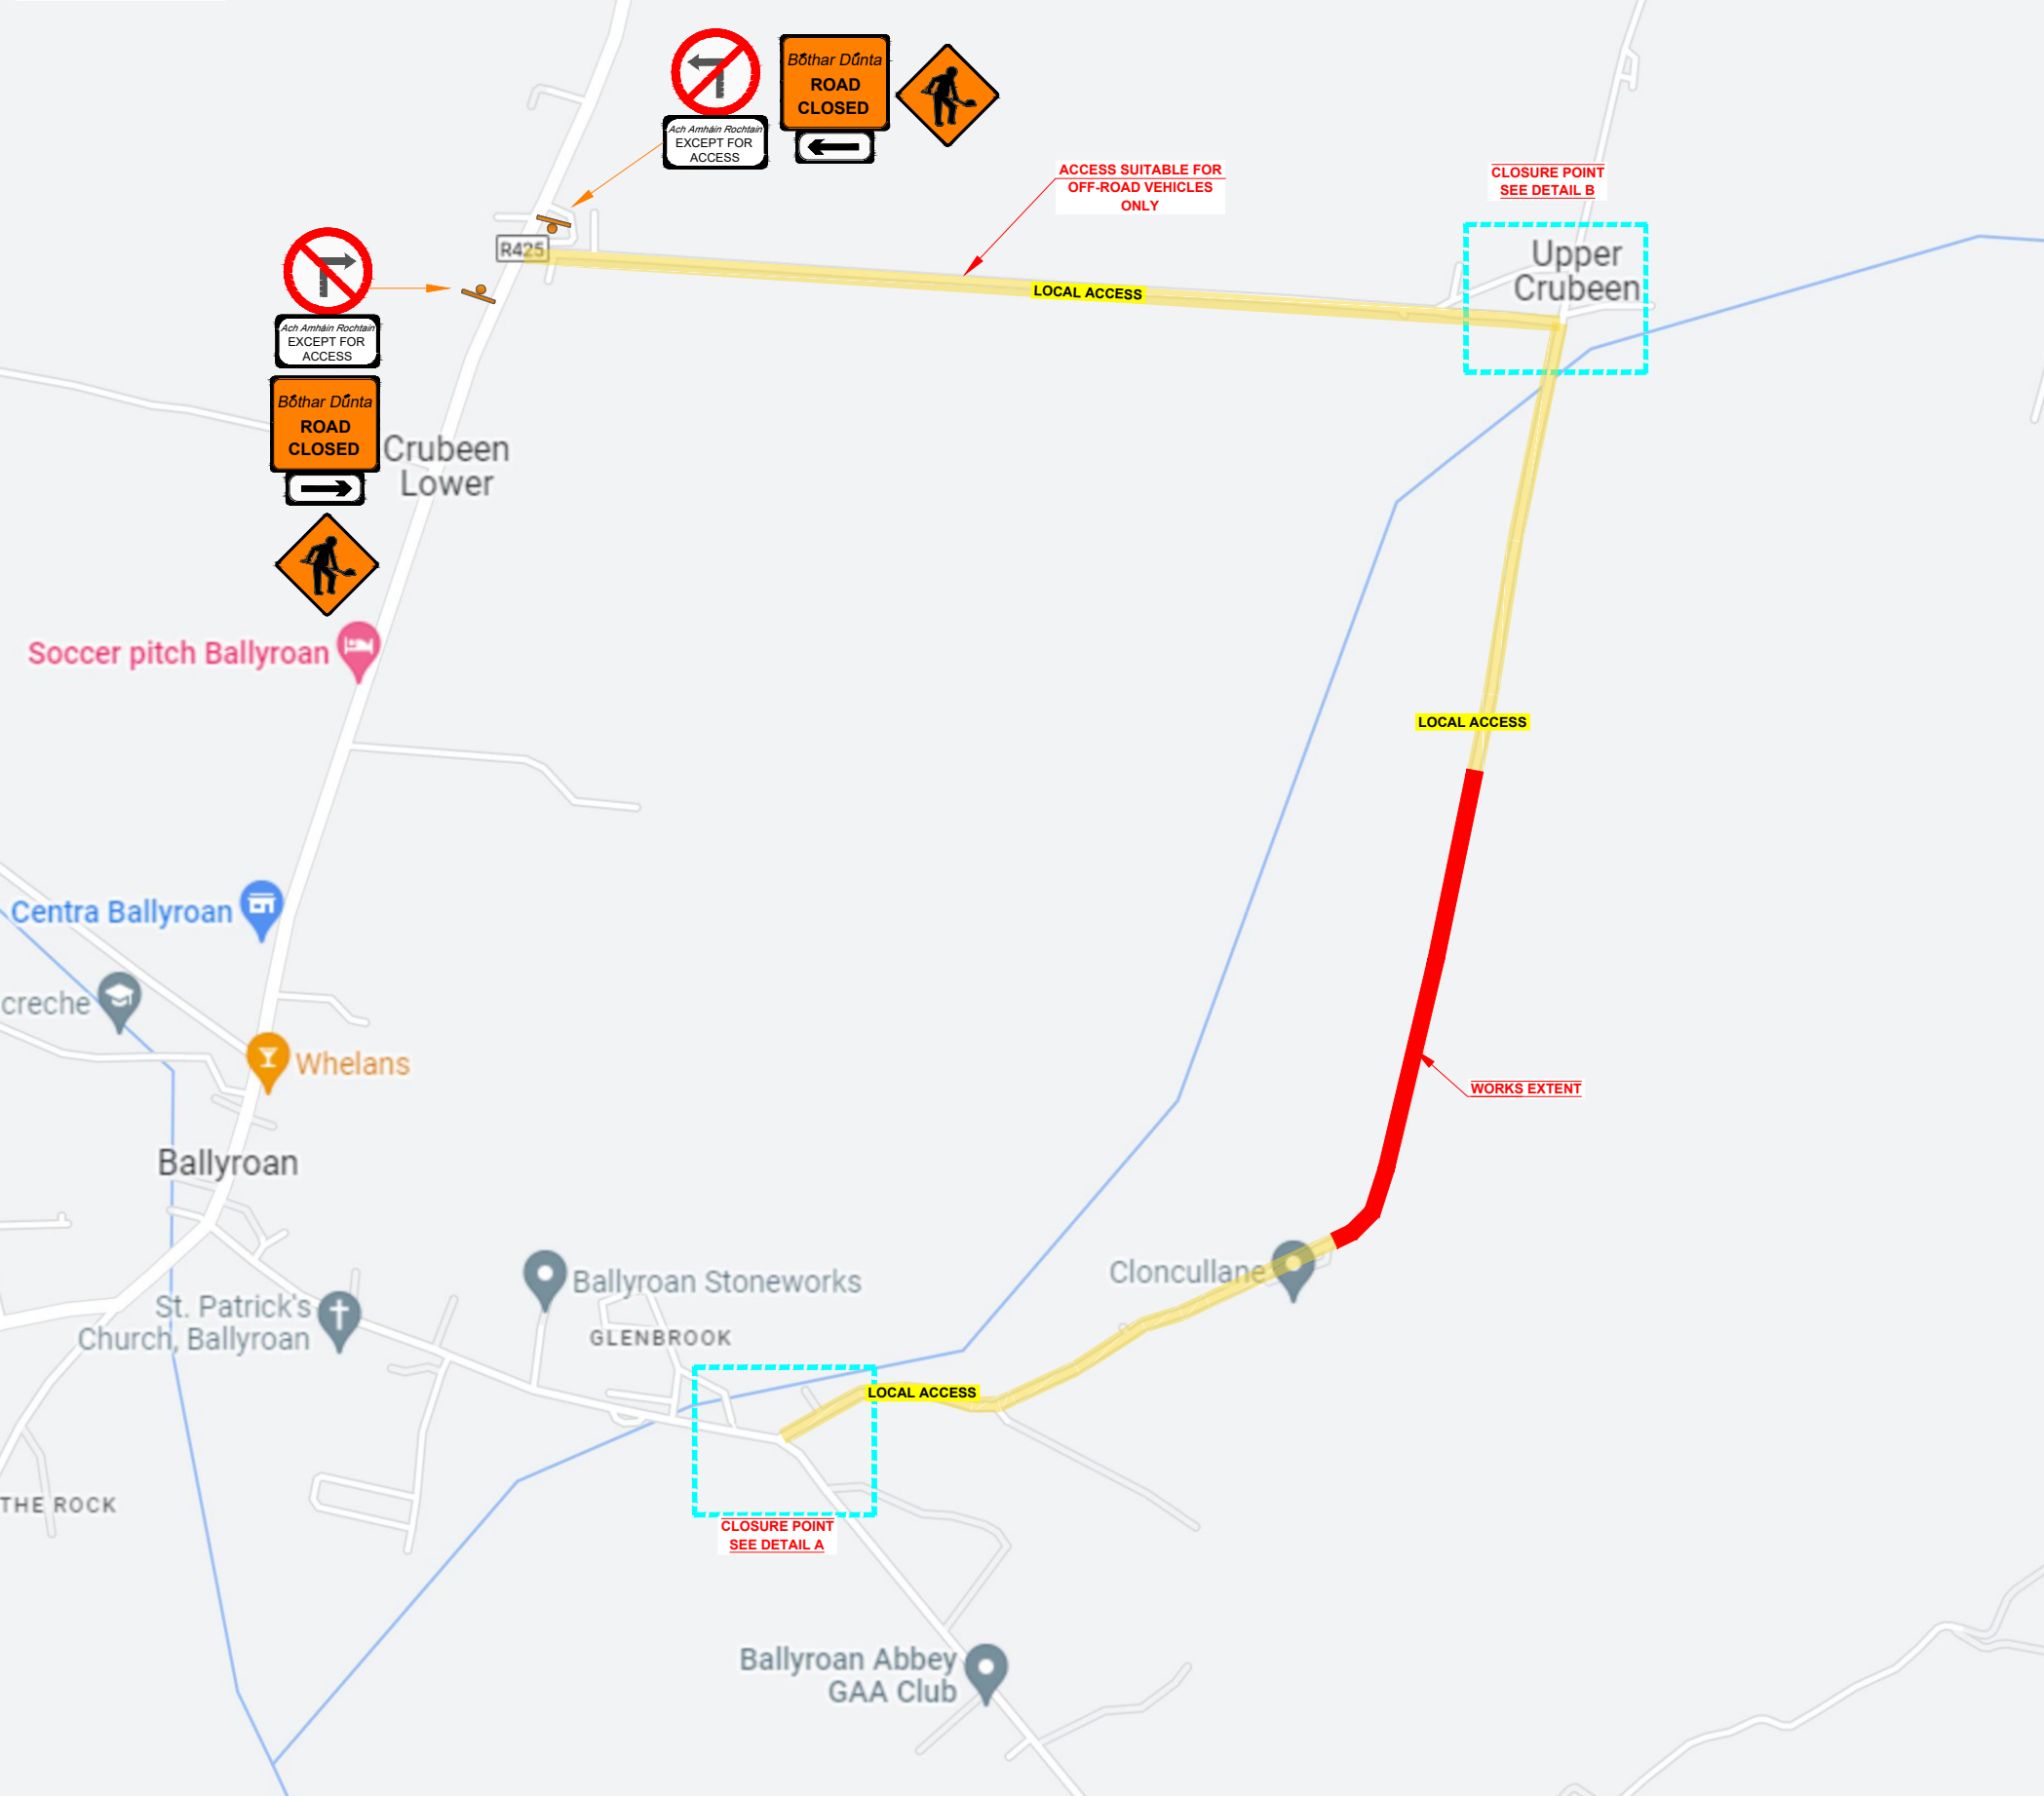 Bóthar Dúnta
ROAD
CLOSED
Ach Amháin Rochtain
EXCEPT FOR
ACCESS
ACCESS SUITABLE FOR
OFF-ROAD VEHICLES
ONLY
CLOSURE POINT
SEE DETAIL B
R425
Upper
Crubeen
LOCAL ACCESS
Ach Amháin Rochtain
EXCEPT FOR
ACCESS
Bóthar Dúnta
ROAD
CLOSED
Crubeen
Lower
Soccer pitch Ballyroan
LOCAL ACCESS
Centra Ballyroan
creche
Whelans
WORKS EXTENT
Ballyroan
Cloncullane
Ballyroan Stoneworks
St. Patrick's
Church, Ballyroan
GLENBROOK
LOCAL ACCESS
THE ROCK
CLOSURE POINT
SEE DETAIL A
Ballyroan Abbey
GAA Club